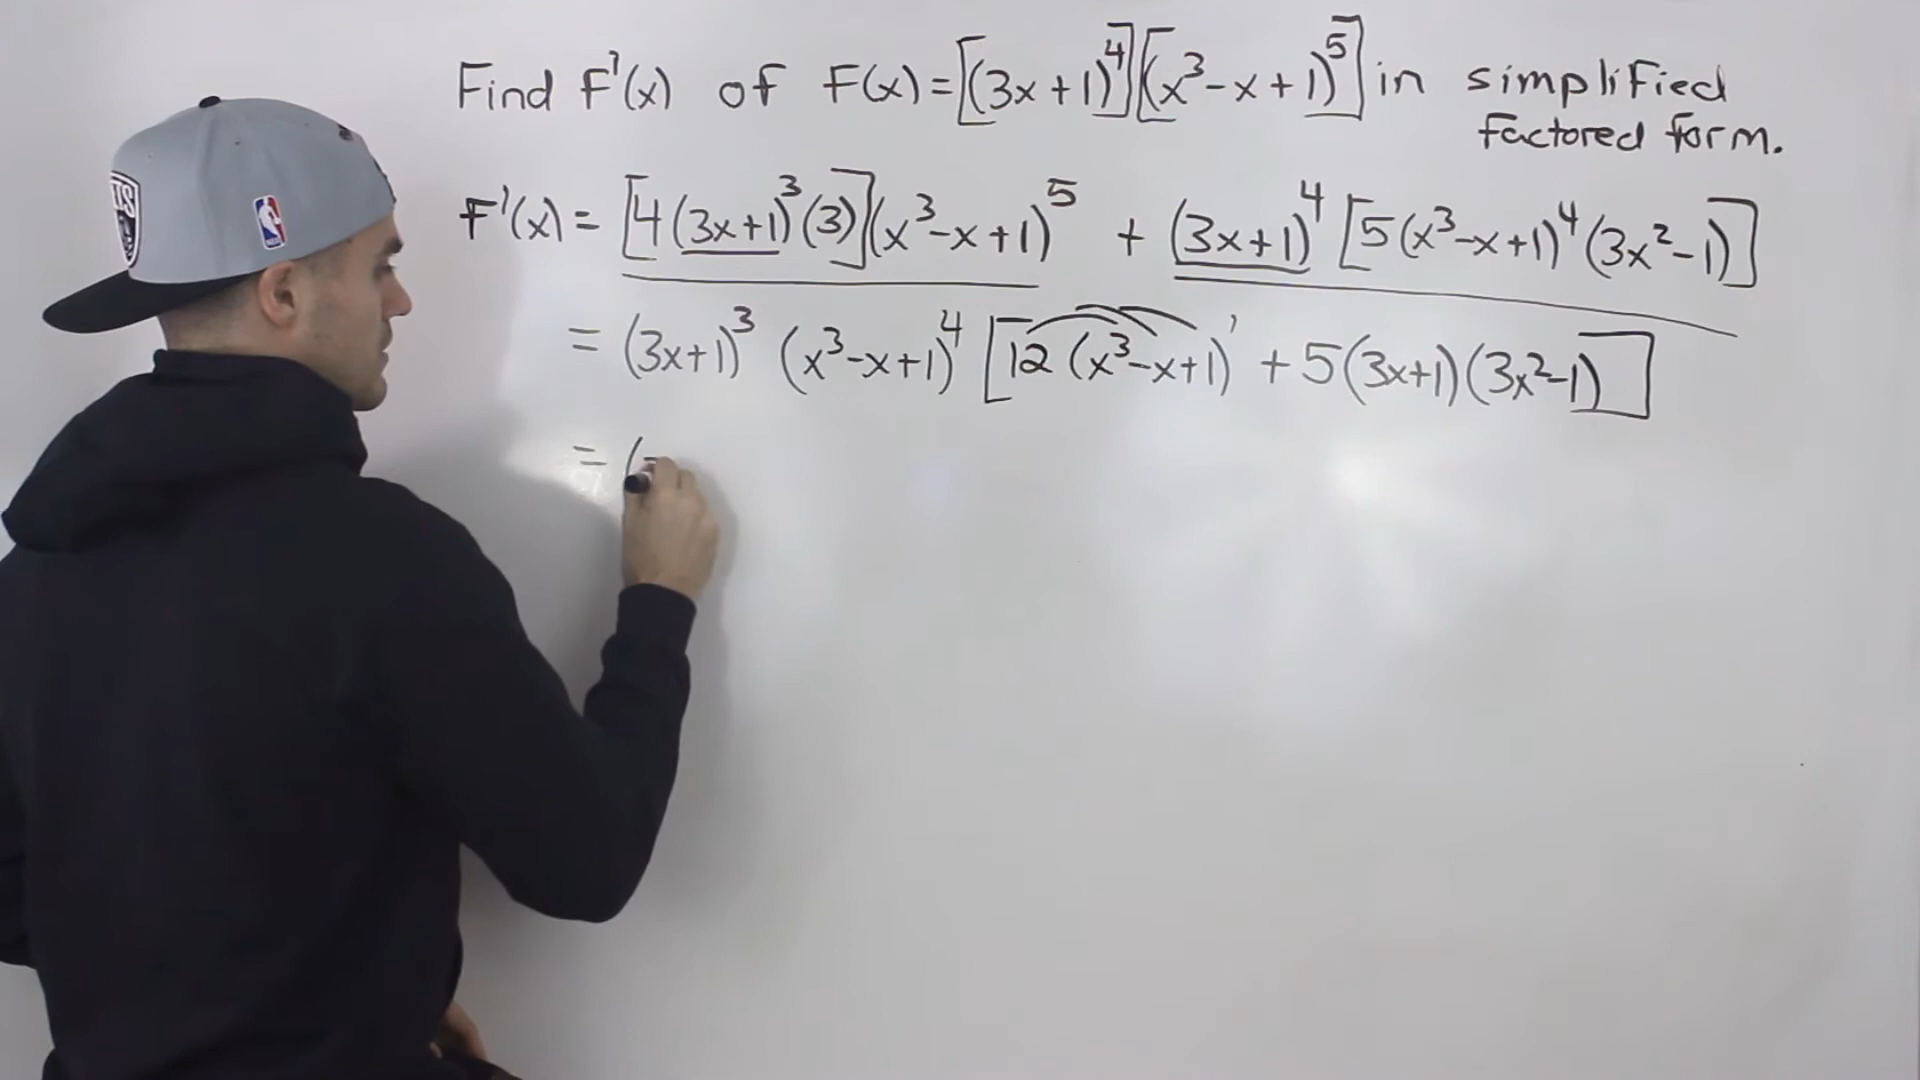 Find F'(x) of F(x) = [(3x+1)⁴][(x³-x+1)⁵] in simplified
factored form.
F'(x) = [4(3x+1)³(3)](x³-x+1)⁵ + (3x+1)⁴[5(x³-x+1)⁴(3x²-1)]
= (3x+1)³ (x³-x+1)⁴ [12(x³-x+1)¹ + 5(3x+1)(3x²-1)]
= (